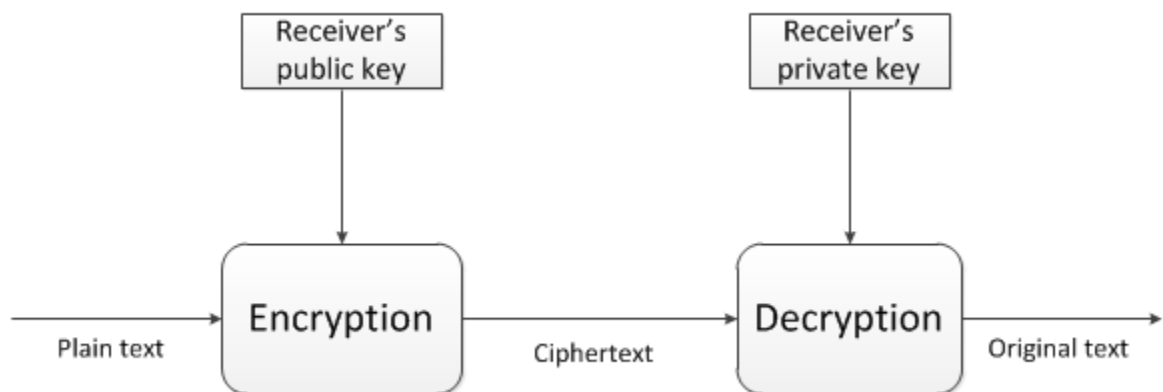 Receiver's
public key
Receiver's
private key
Encryption
Decryption
Plain text
Ciphertext
Original text